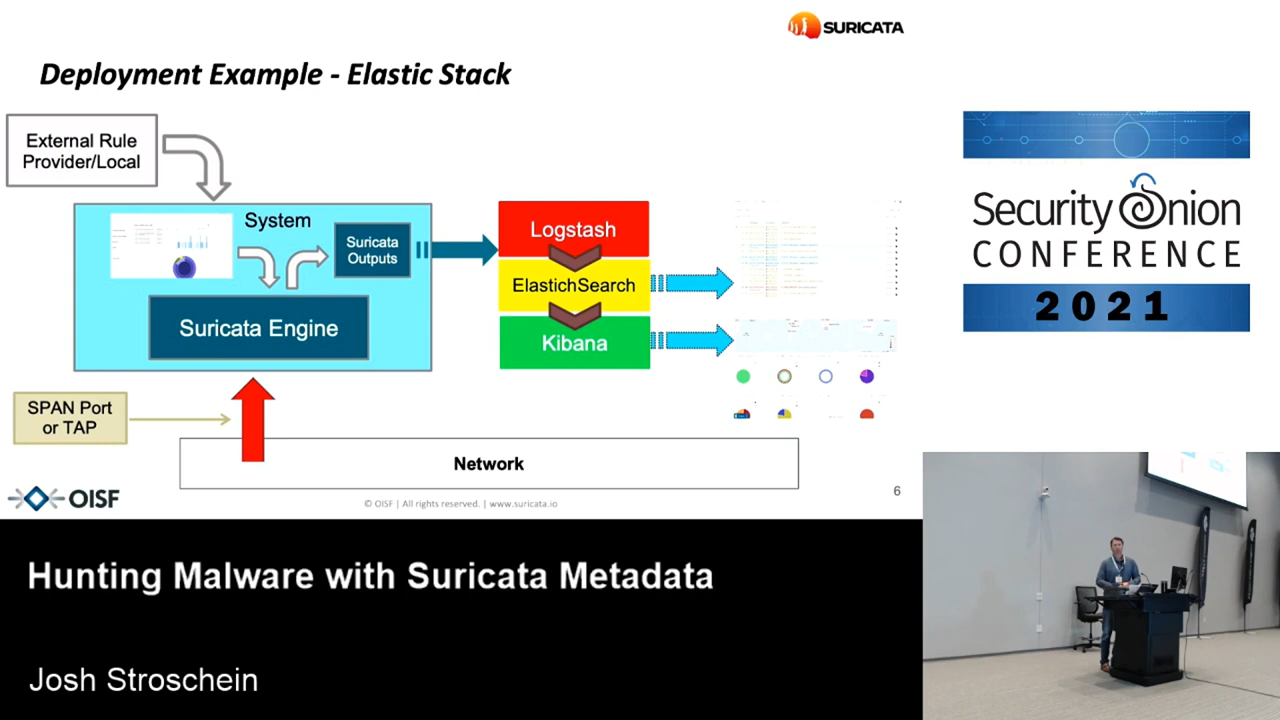 SURICATA
Deployment Example - Elastic Stack
External Rule
Provider/Local
System
Suricata
Outputs
Suricata Engine
Logstash
ElastichSearch
Kibana
SPAN Port
or TAP
Network
OISF
© OISF | All rights reserved. | www.suricata.io
6
Security Onion
CONFERENCE
2021
Hunting Malware with Suricata Metadata
Josh Stroschein